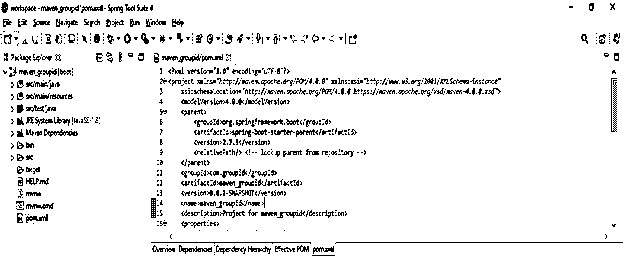 workspace - maven_groupid/pom.xml - Spring Tool Suite 4
File Edit Source Navigate Search Project Run Window Help
Package Explorer
maven_groupid/pom.xml
maven_groupid [boot]
src/main/java
src/main/resources
src/test/java
JRE System Library [JavaSE-1.8]
Maven Dependencies
bin
src
target
HELP.md
mvnw
mvnw.cmd
pom.xml
1 <?xml version="1.0" encoding="UTF-8"?>
2 <project xmlns="http://maven.apache.org/POM/4.0.0" xmlns:xsi="http://www.w3.org/2001/XMLSchema-instance"
3 xsi:schemaLocation="http://maven.apache.org/POM/4.0.0 https://maven.apache.org/xsd/maven-4.0.0.xsd">
4 <modelVersion>4.0.0</modelVersion>
5 <parent>
6 <groupId>org.springframework.boot</groupId>
7 <artifactId>spring-boot-starter-parent</artifactId>
8 <version>2.7.3</version>
9 <relativePath/> <!-- lookup parent from repository -->
10 </parent>
11 <groupId>com.groupid</groupId>
12 <artifactId>maven_groupid</artifactId>
13 <version>0.0.1-SNAPSHOT</version>
14 <name>maven_groupid</name>
15 <description>Project for maven_groupid</description>
16 <properties>
Overview Dependencies Dependency Hierarchy Effective POM pom.xml